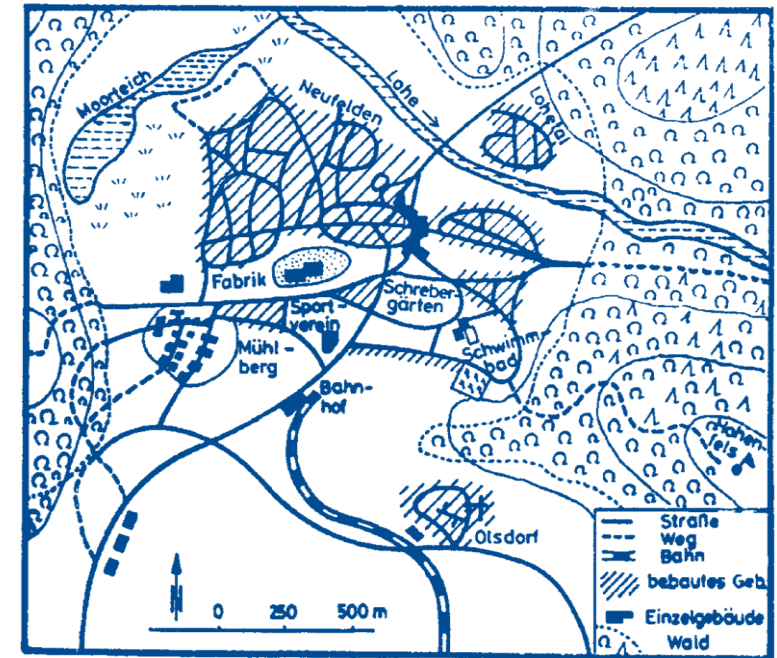 Moorteich
Neufelden
Lohe
Lohetal
Fabrik
Schreber-
gärten
Sport-
verein
Mühl-
berg
Schwimm-
bad
Bahn-
hof
Hohen-
fels
Olsdorf
Straße
Weg
Bahn
bebautes Geb.
Einzelgebäude
Wald
0 250 500 m